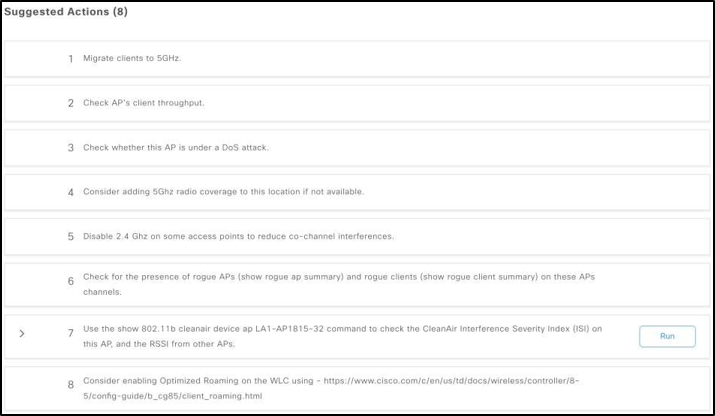 Suggested Actions (8)
1 Migrate clients to 5GHz.
2 Check AP's client throughput.
3 Check whether this AP is under a DoS attack.
4 Consider adding 5Ghz radio coverage to this location if not available.
5 Disable 2.4 Ghz on some access points to reduce co-channel interferences.
6 Check for the presence of rogue APs (show rogue ap summary) and rogue clients (show rogue client summary) on these APs
channels.
7 Use the show 802.11b cleanair device ap LA1-AP1815-32 command to check the CleanAir Interference Severity Index (ISI) on
this AP, and the RSSI from other APs.
Run
8 Consider enabling Optimized Roaming on the WLC using - https://www.cisco.com/c/en/us/td/docs/wireless/controller/8-
5/config-guide/b_cg85/client_roaming.html